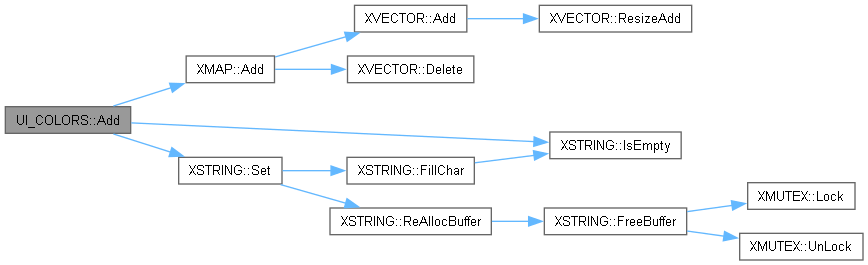 XVECTOR::Add
XVECTOR::ResizeAdd
XMAP::Add
XVECTOR::Delete
UI_COLORS::Add
XSTRING::IsEmpty
XSTRING::Set
XSTRING::FillChar
XSTRING::ReAllocBuffer
XSTRING::FreeBuffer
XMUTEX::Lock
XMUTEX::UnLock